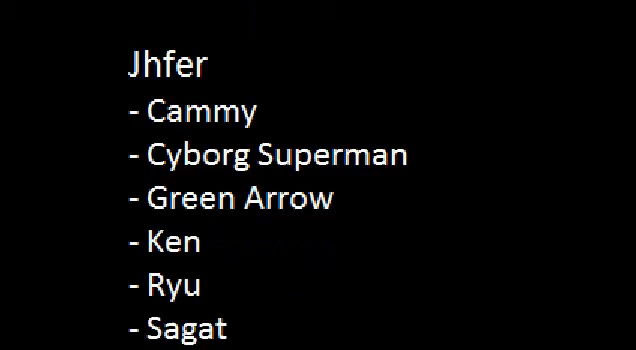 Jhfer
- Cammy
- Cyborg Superman
- Green Arrow
- Ken
- Ryu
- Sagat